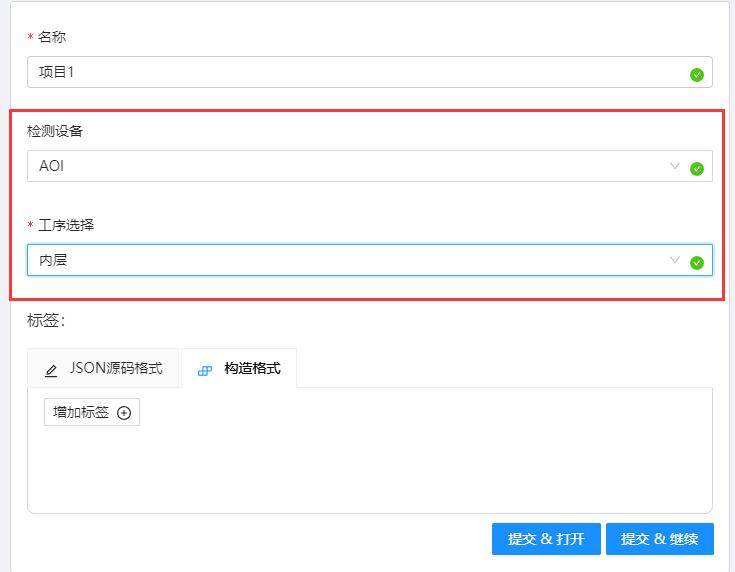 * 名称
项目1
检测设备
AOI
* 工序选择
内层
标签：
JSON源码格式 构造格式
增加标签
提交 & 打开 提交 & 继续